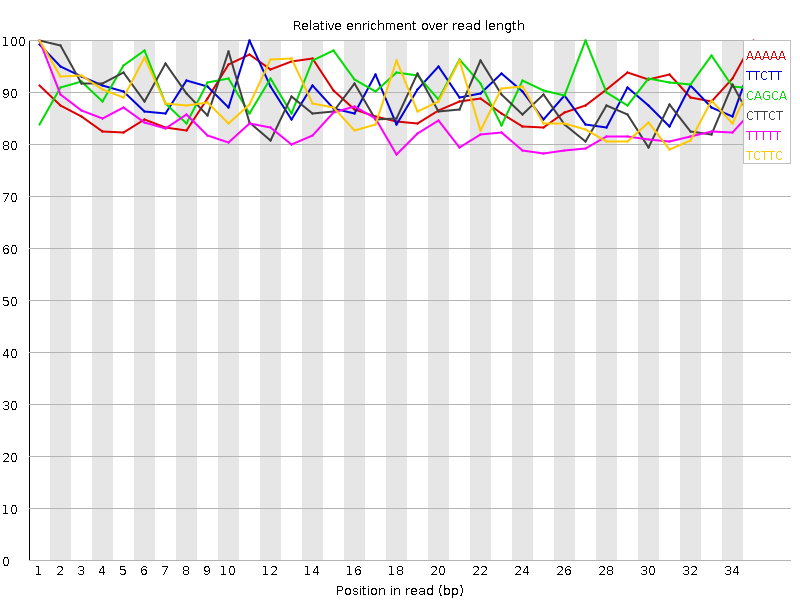 Relative enrichment over read length
100
90
80
70
60
50
40
30
20
10
0
AAAAA
TTCTT
CAGCA
CTTCT
TTTTT
TCTTC
1 2 3 4 5 6 7 8 9 10 12 14 16 18 20 22 24 26 28 30 32 34
Position in read (bp)